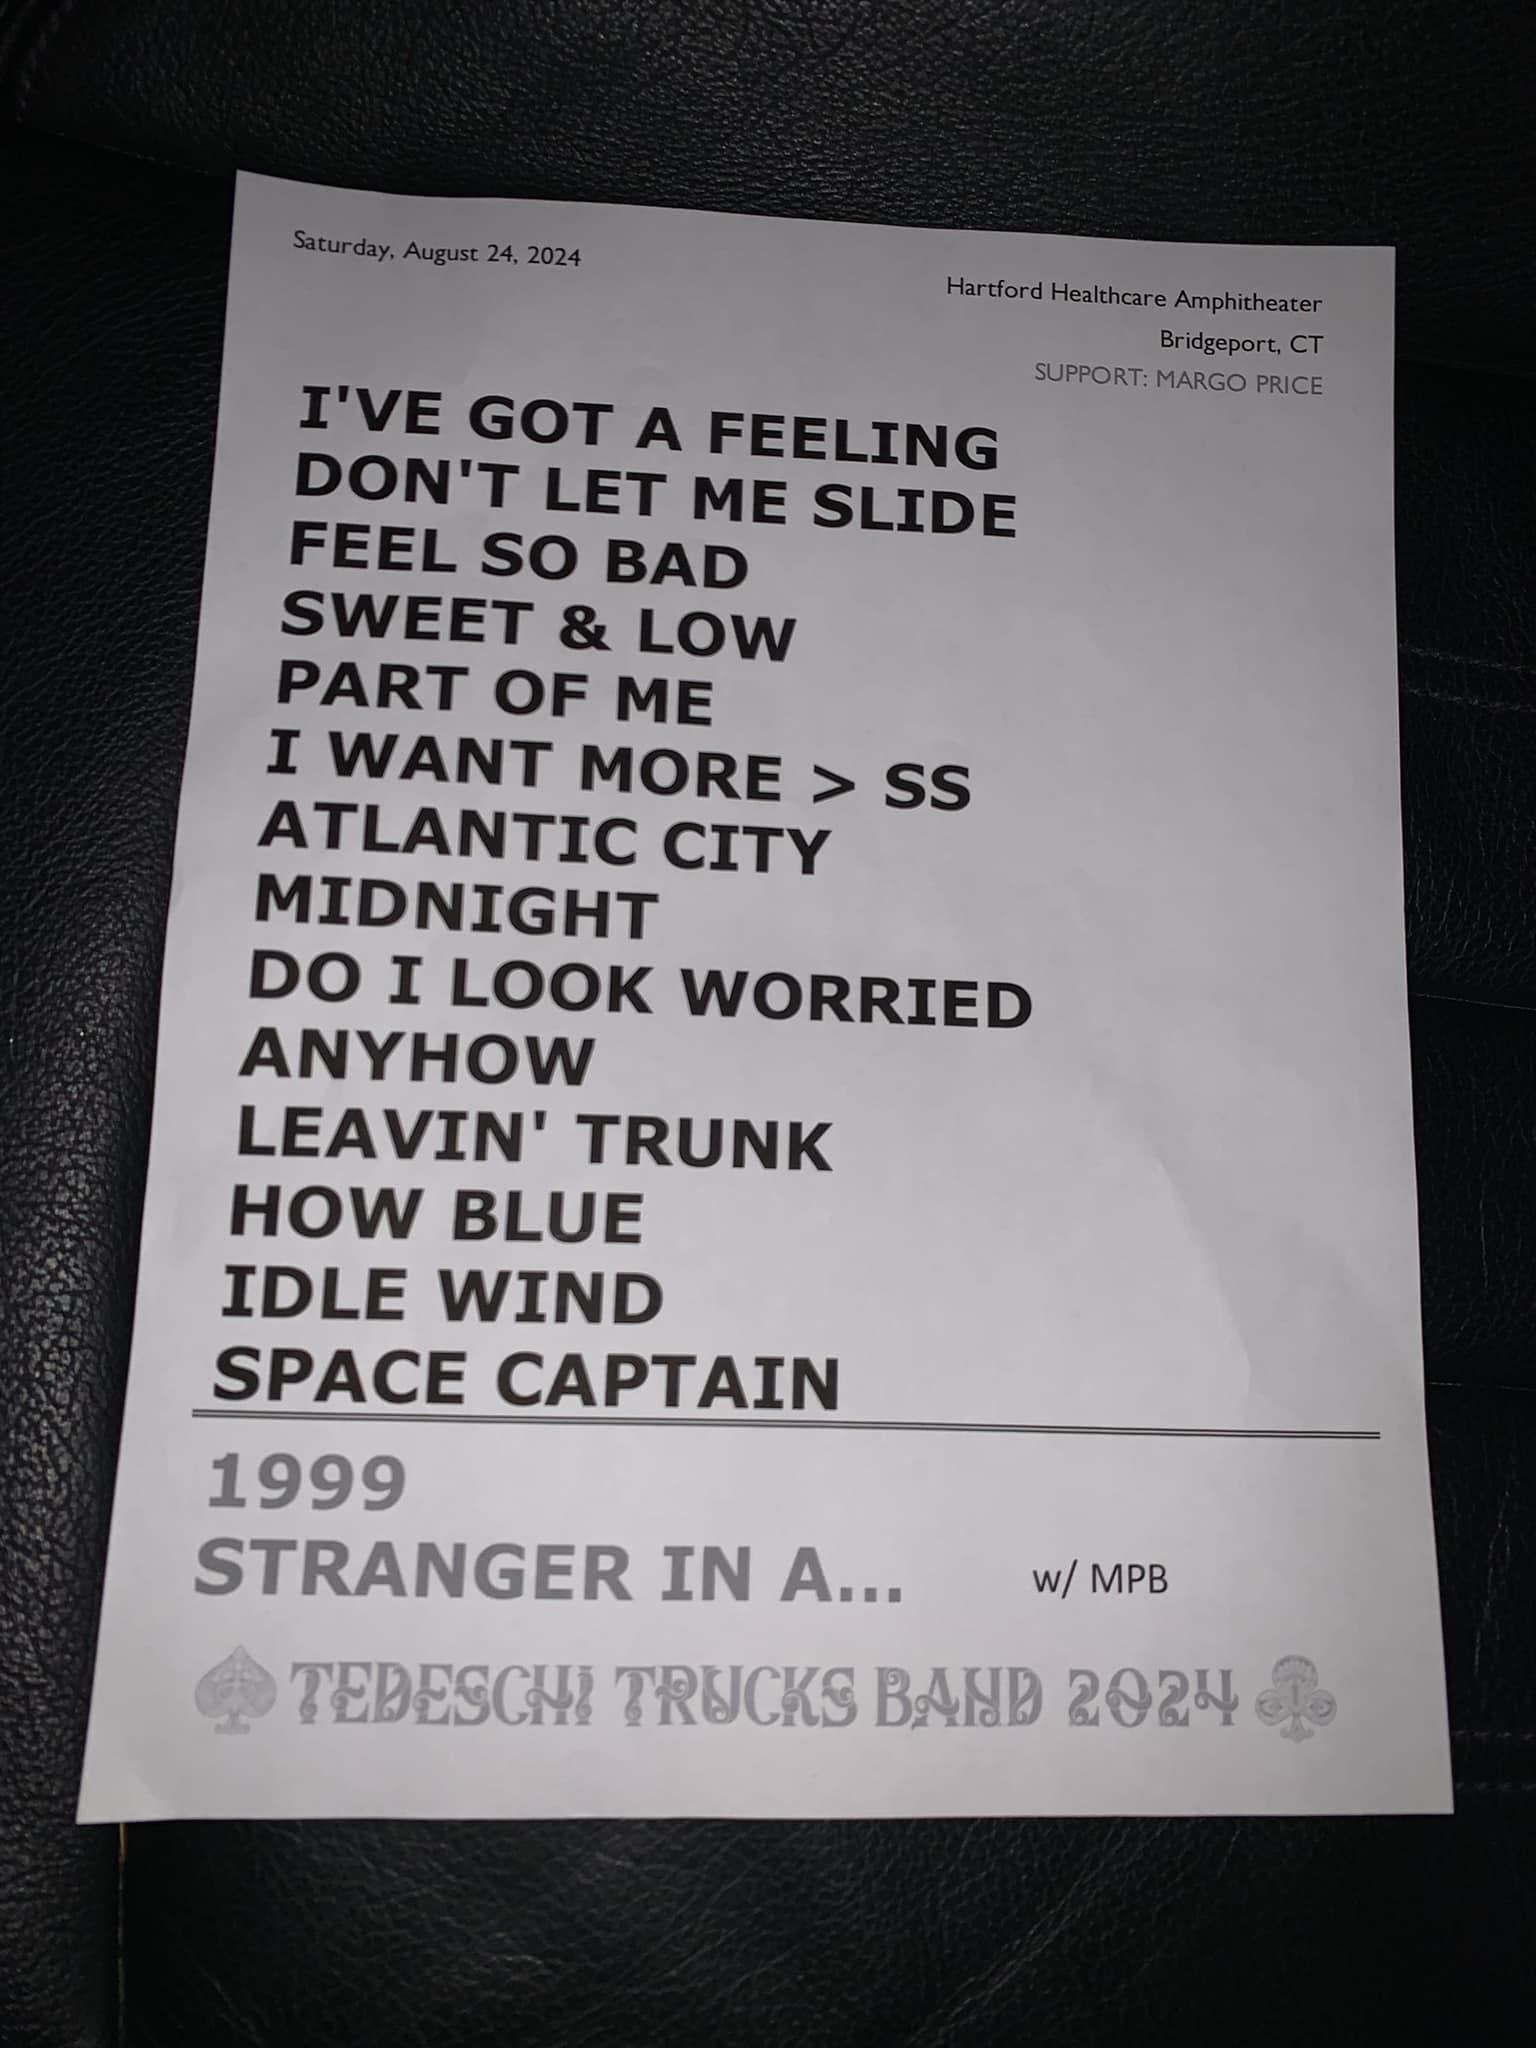 Saturday, August 24, 2024
Hartford Healthcare Amphitheater
Bridgeport, CT
SUPPORT: MARGO PRICE
I'VE GOT A FEELING
DON'T LET ME SLIDE
FEEL SO BAD
SWEET & LOW
PART OF ME
I WANT MORE > SS
ATLANTIC CITY
MIDNIGHT
DO I LOOK WORRIED
ANYHOW
LEAVIN' TRUNK
HOW BLUE
IDLE WIND
SPACE CAPTAIN
1999
STRANGER IN A... w/ MPB
TEDESCHI TRUCKS BAND 2024